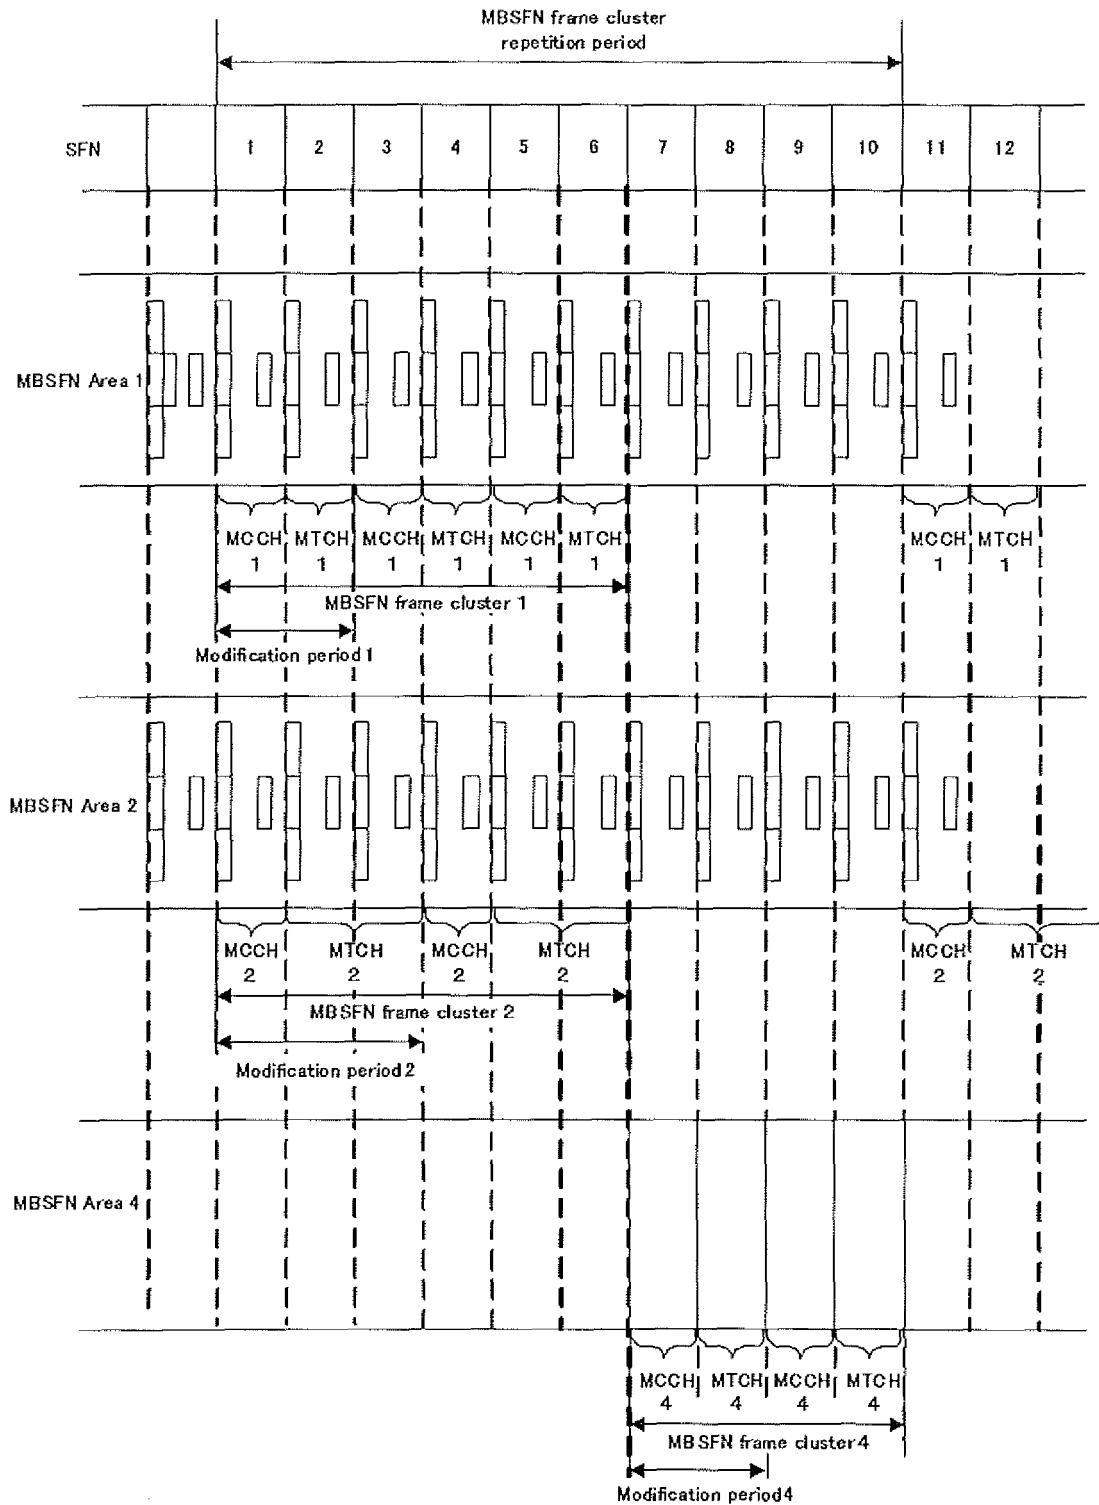 MBSFN frame cluster
repetition period
SFN 1 2 3 4 5 6 7 8 9 10 11 12
MBSFN Area 1
MCCH MTCH MCCH MTCH MCCH MTCH MCCH MTCH
1 1 1 1 1 1 1 1
MBSFN frame cluster 1
Modification period 1
MBSFN Area 2
MCCH MTCH MCCH MTCH MCCH MTCH
2 2 2 2 2 2
MBSFN frame cluster 2
Modification period 2
MBSFN Area 4
MCCH MTCH MCCH MTCH
4 4 4 4
MBSFN frame cluster 4
Modification period 4